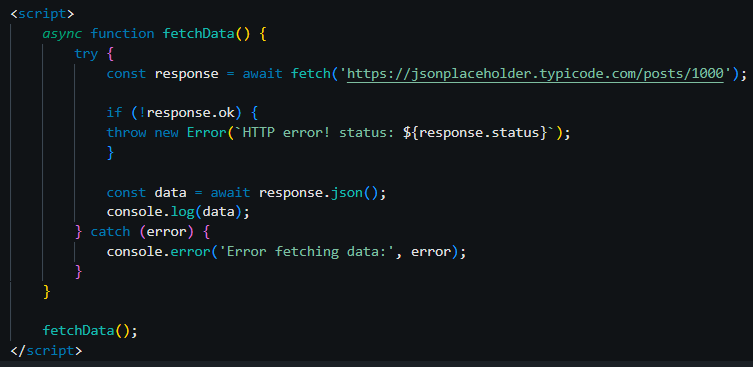 <script>
async function fetchData() {
try {
const response = await fetch('https://jsonplaceholder.typicode.com/posts/1000');
if (!response.ok) {
throw new Error(`HTTP error! status: ${response.status}`);
}
const data = await response.json();
console.log(data);
} catch (error) {
console.error('Error fetching data:', error);
}
}
fetchData();
</script>